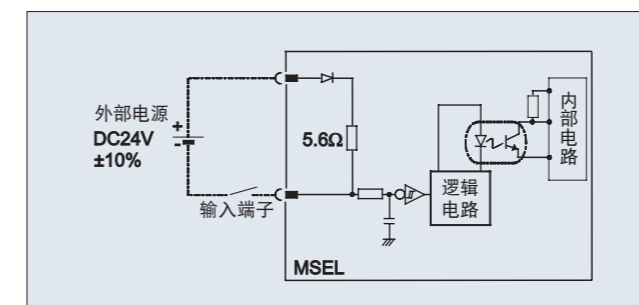 外部电源
DC24V
±10%
+
-
5.6Ω
输入端子
逻辑
电路
内部电路
MSEL